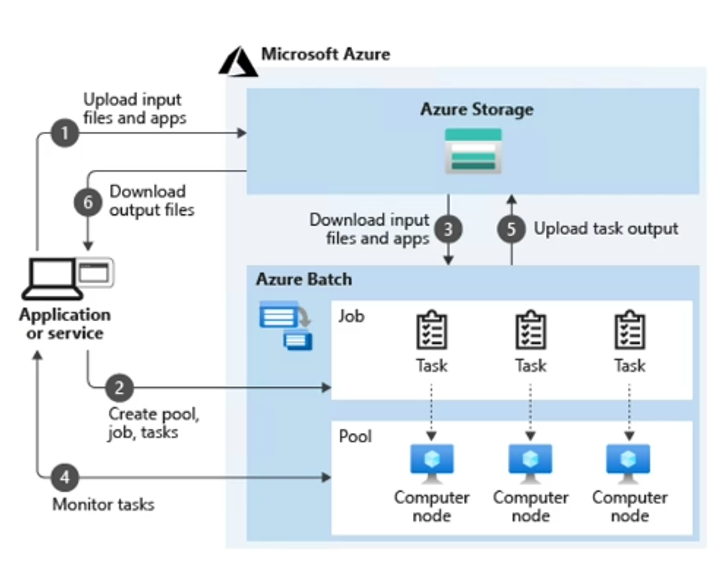 Microsoft Azure
Upload input
files and apps
1
Azure Storage
6
Download
output files
Download input
files and apps
3
5
Upload task output
Application
or service
Azure Batch
Job
Task
Task
Task
2
Create pool,
job, tasks
Pool
Computer
node
Computer
node
Computer
node
4
Monitor tasks